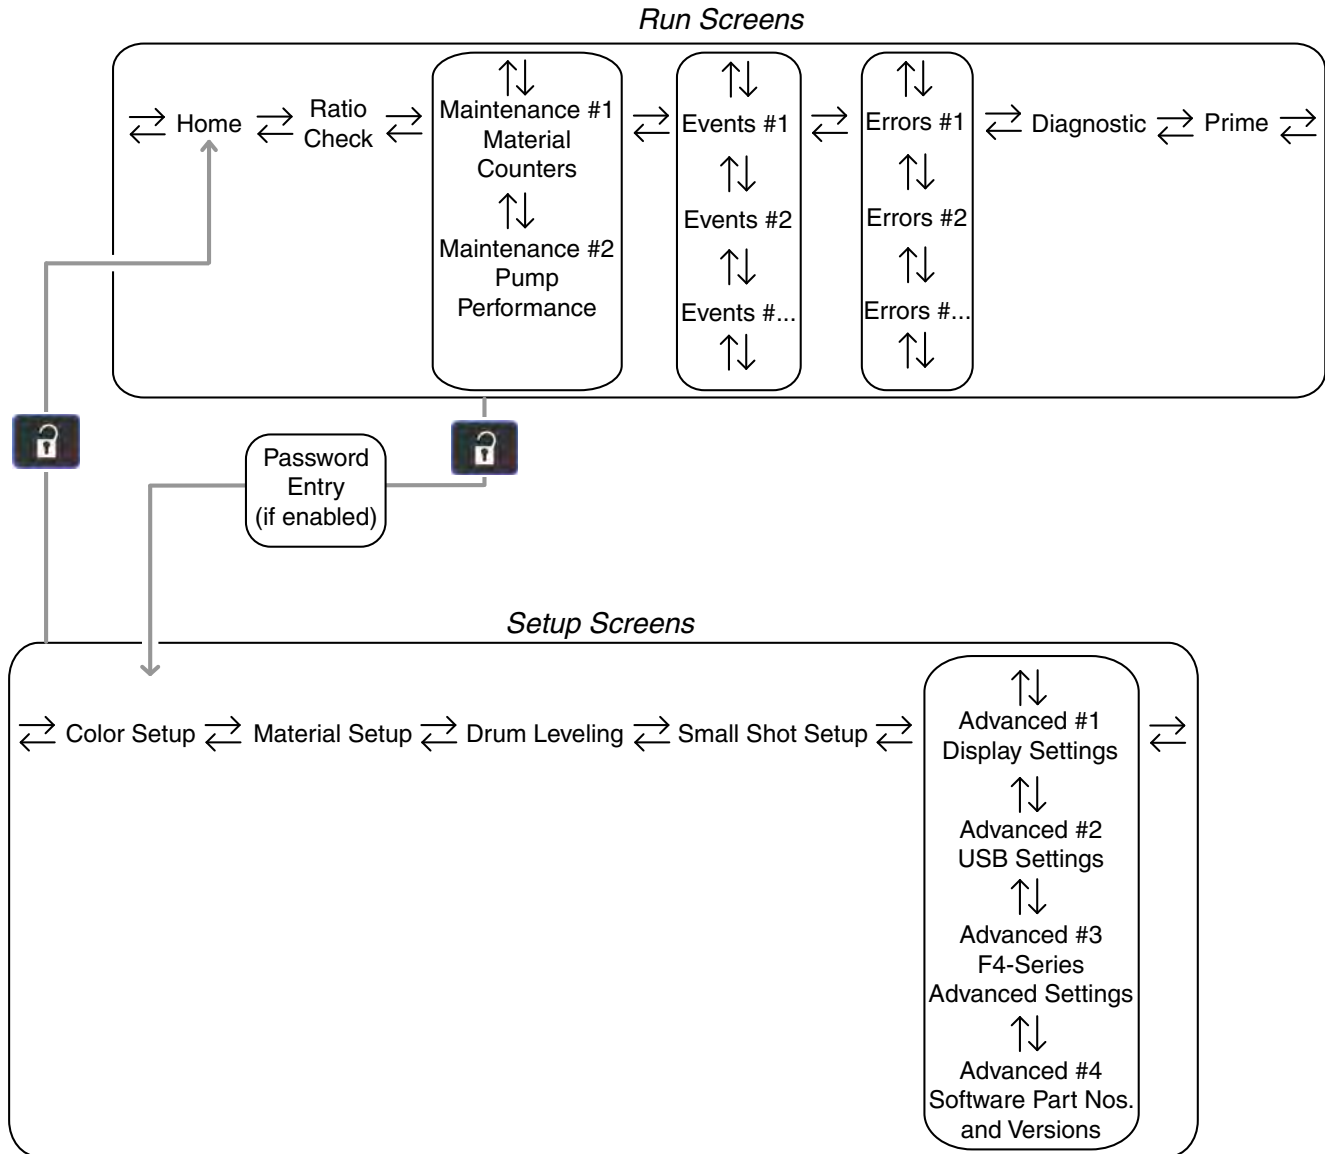 Run Screens
Home
Ratio
Check
Maintenance #1
Material
Counters
Maintenance #2
Pump
Performance
Events #1
Events #2
Events #...
Errors #1
Errors #2
Errors #...
Diagnostic
Prime
Password
Entry
(if enabled)
Setup Screens
Color Setup
Material Setup
Drum Leveling
Small Shot Setup
Advanced #1
Display Settings
Advanced #2
USB Settings
Advanced #3
F4-Series
Advanced Settings
Advanced #4
Software Part Nos.
and Versions